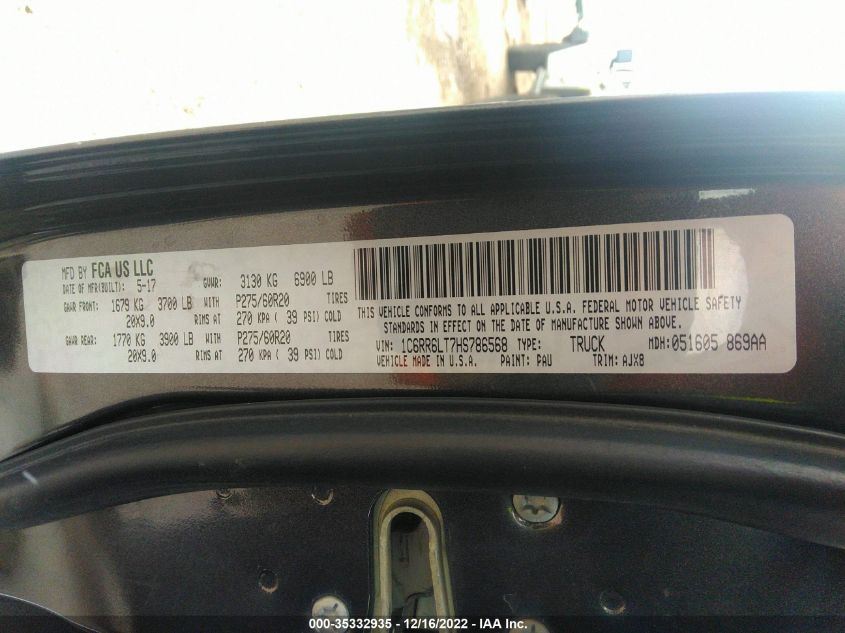 MFD BY FCA US LLC
DATE OF MFR(BUILT): 5-17 GVWR: 3130 KG 6900 LB
GAWR FRONT: 1679 KG 3700 LB WITH P275/60R20 TIRES
20X9.0 RIMS AT 270 KPA ( 39 PSI) COLD
GAWR REAR: 1770 KG 3900 LB WITH P275/60R20 TIRES
20X9.0 RIMS AT 270 KPA ( 39 PSI) COLD
THIS VEHICLE CONFORMS TO ALL APPLICABLE U.S.A. FEDERAL MOTOR VEHICLE SAFETY
STANDARDS IN EFFECT ON THE DATE OF MANUFACTURE SHOWN ABOVE.
VIN: 1C6RR6LT7HS786568 TYPE: TRUCK MDH: 051605 869AA
VEHICLE MADE IN U.S.A. PAINT: PAU TRIM: AJX8
000-35332935 - 12/16/2022 - IAA Inc.